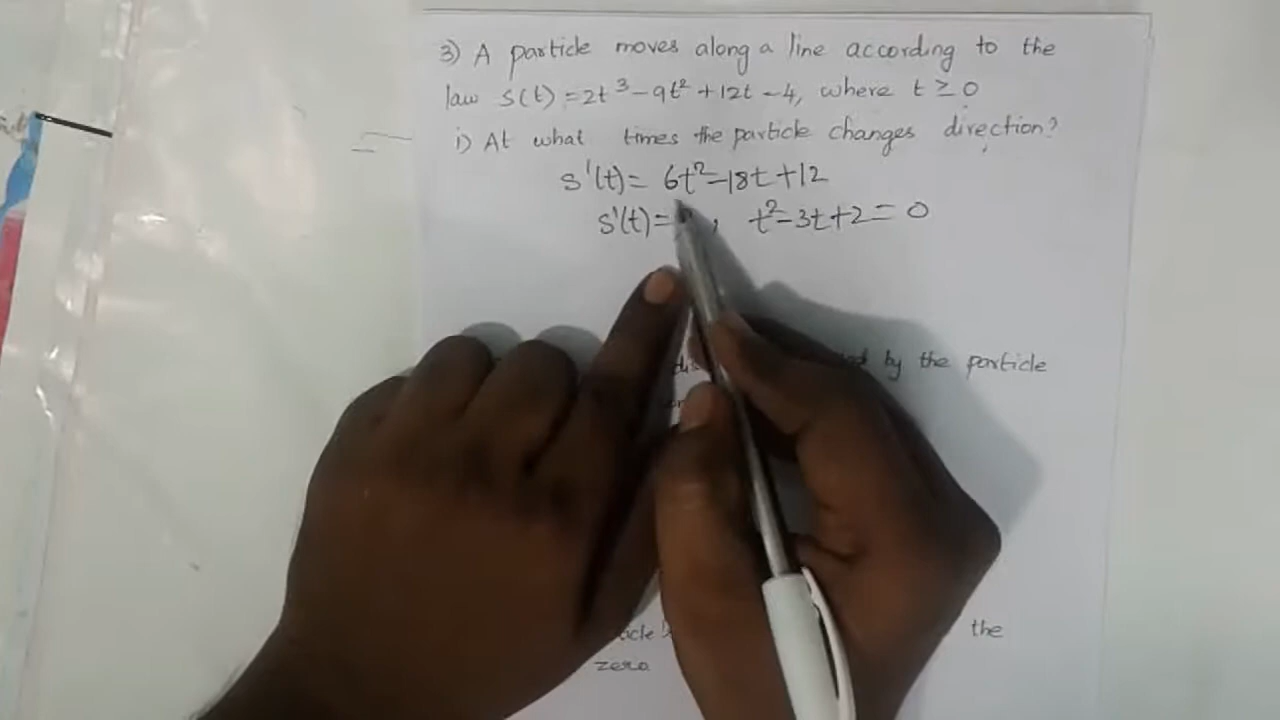 3) A particle moves along a line according to the
law s(t) = 2t³ - 9t² + 12t - 4, where t ≥ 0
i) At what times the particle changes direction?
s'(t) = 6t² - 18t + 12
s'(t) = , t² - 3t + 2 = 0
by the particle
the
zero